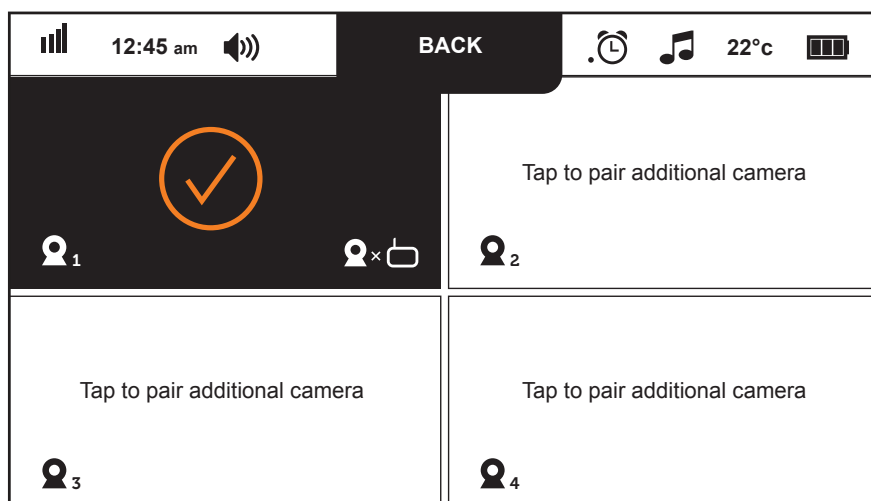 12:45 am
BACK
22°c
Tap to pair additional camera
1
2
Tap to pair additional camera
Tap to pair additional camera
3
4